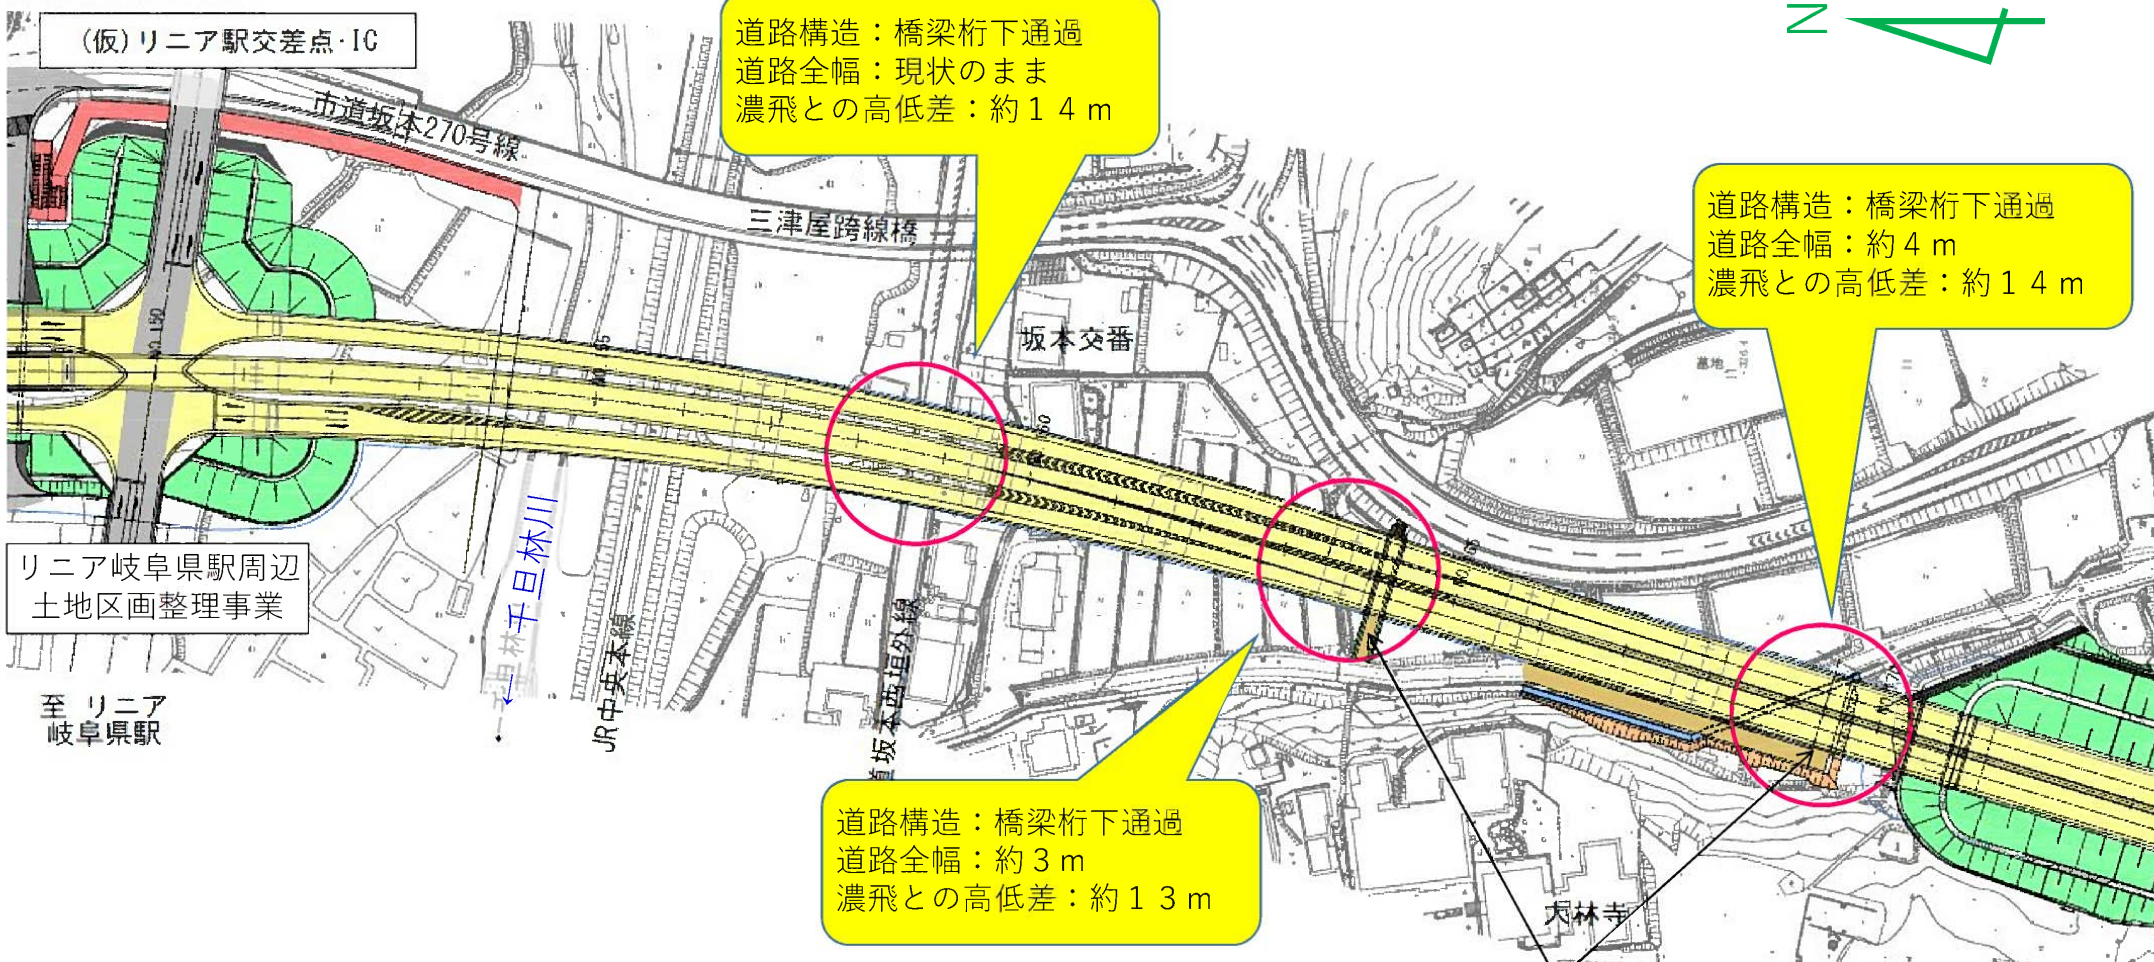 (仮)リニア駅交差点・IC
道路構造：橋梁桁下通過
道路全幅：現状のまま
濃飛との高低差：約１４ｍ
N
市道坂本270号線
三津屋跨線橋
道路構造：橋梁桁下通過
道路全幅：約４ｍ
濃飛との高低差：約１４ｍ
坂本交番
墓地
リニア岐阜県駅周辺
土地区画整理事業
千旦林川
JR中央本線
道坂本西垣外線
至 リニア
岐阜県駅
道路構造：橋梁桁下通過
道路全幅：約３ｍ
濃飛との高低差：約１３ｍ
大林寺